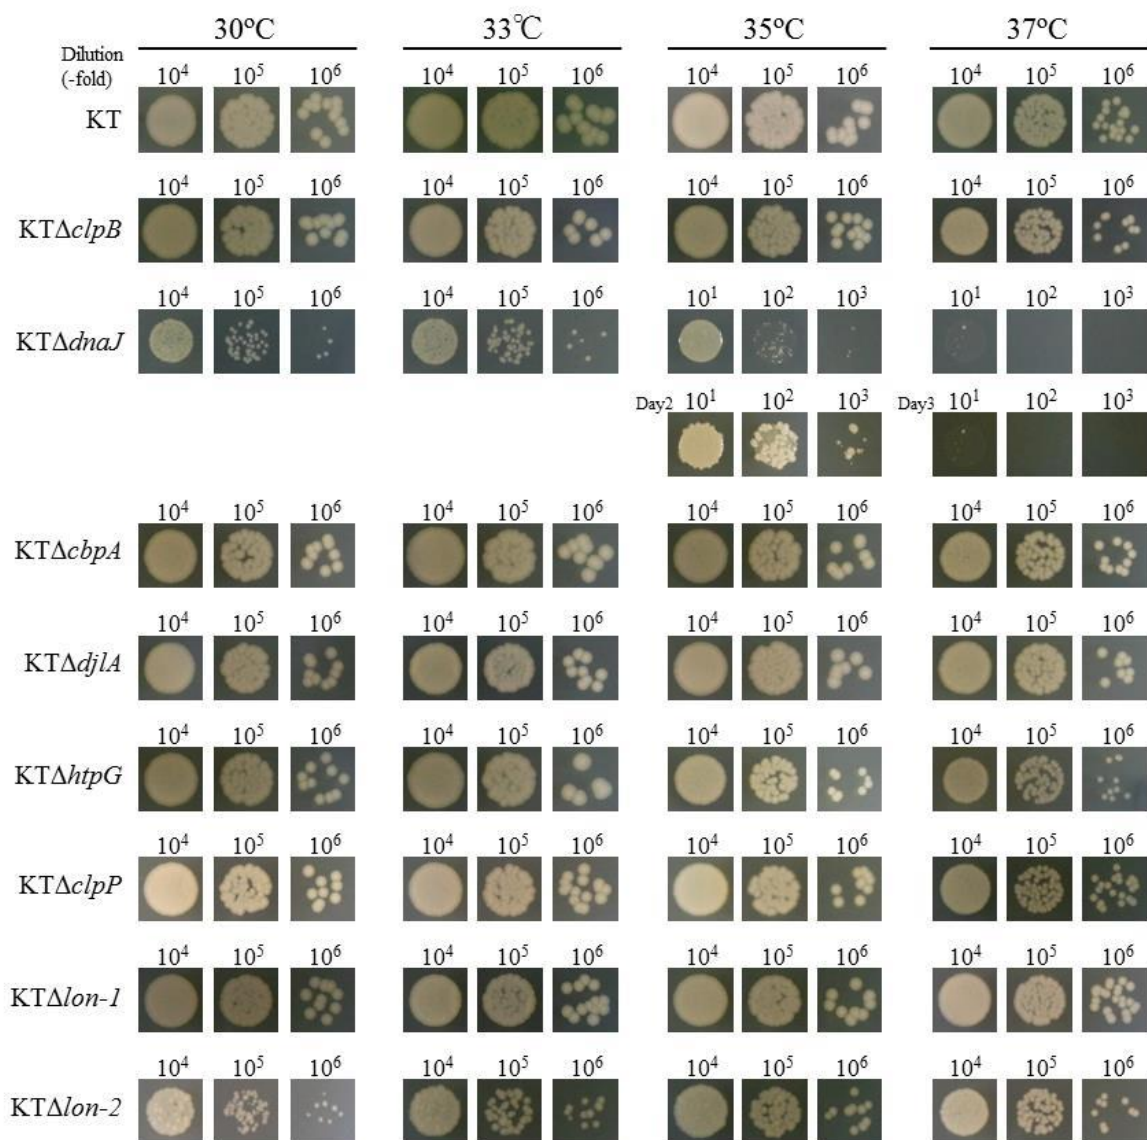 30°C 33℃ 35°C 37°C
Dilution
(-fold)
10⁴ 10⁵ 10⁶ 10⁴ 10⁵ 10⁶ 10⁴ 10⁵ 10⁶ 10⁴ 10⁵ 10⁶
KT
10⁴ 10⁵ 10⁶ 10⁴ 10⁵ 10⁶ 10⁴ 10⁵ 10⁶ 10⁴ 10⁵ 10⁶
KTΔclpB
10⁴ 10⁵ 10⁶ 10⁴ 10⁵ 10⁶ 10¹ 10² 10³ 10¹ 10² 10³
KTΔdnaJ
Day2 10¹ 10² 10³ Day3 10¹ 10² 10³
10⁴ 10⁵ 10⁶ 10⁴ 10⁵ 10⁶ 10⁴ 10⁵ 10⁶ 10⁴ 10⁵ 10⁶
KTΔcbpA
10⁴ 10⁵ 10⁶ 10⁴ 10⁵ 10⁶ 10⁴ 10⁵ 10⁶ 10⁴ 10⁵ 10⁶
KTΔdjlA
10⁴ 10⁵ 10⁶ 10⁴ 10⁵ 10⁶ 10⁴ 10⁵ 10⁶ 10⁴ 10⁵ 10⁶
KTΔhtpG
10⁴ 10⁵ 10⁶ 10⁴ 10⁵ 10⁶ 10⁴ 10⁵ 10⁶ 10⁴ 10⁵ 10⁶
KTΔclpP
10⁴ 10⁵ 10⁶ 10⁴ 10⁵ 10⁶ 10⁴ 10⁵ 10⁶ 10⁴ 10⁵ 10⁶
KTΔlon-1
10⁴ 10⁵ 10⁶ 10⁴ 10⁵ 10⁶ 10⁴ 10⁵ 10⁶ 10⁴ 10⁵ 10⁶
KTΔlon-2